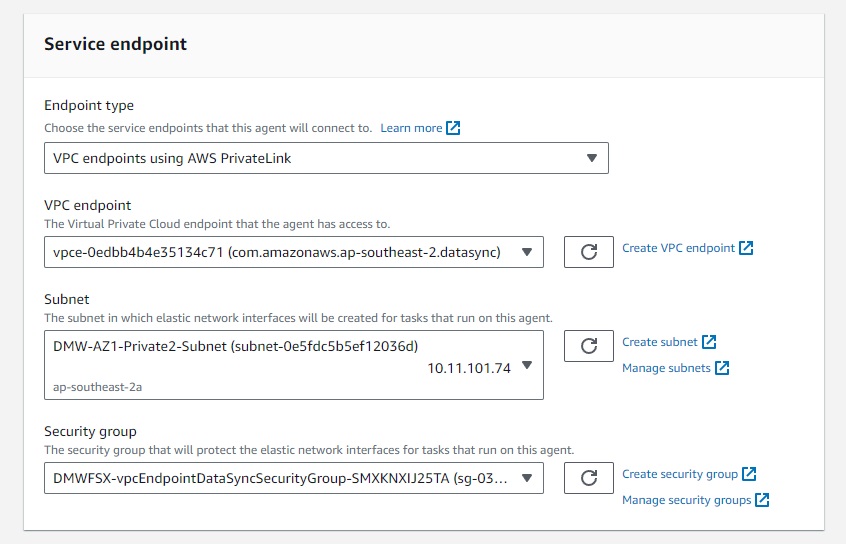 Service endpoint
Endpoint type
Choose the service endpoints that this agent will connect to. Learn more
VPC endpoints using AWS PrivateLink
VPC endpoint
The Virtual Private Cloud endpoint that the agent has access to.
vpce-0edbb4b4e35134c71 (com.amazonaws.ap-southeast-2.datasync)
Create VPC endpoint
Subnet
The subnet in which elastic network interfaces will be created for tasks that run on this agent.
DMW-AZ1-Private2-Subnet (subnet-0e5fdc5b5ef12036d)
Create subnet
10.11.101.74
Manage subnets
ap-southeast-2a
Security group
The security group that will protect the elastic network interfaces for tasks that run on this agent.
DMWFSX-vpcEndpointDataSyncSecurityGroup-SMXKNXIJ25TA (sg-03...
Create security group
Manage security groups